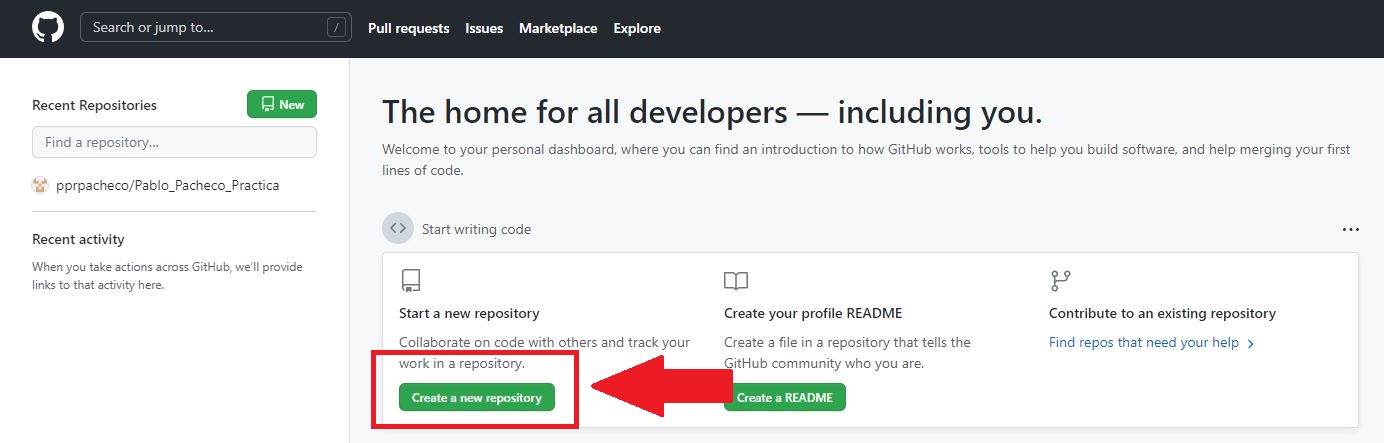 Search or jump to...
/
Pull requests
Issues
Marketplace
Explore
Recent Repositories
New
Find a repository...
pprpacheco/Pablo_Pacheco_Practica
Recent activity
When you take actions across GitHub, we'll provide
links to that activity here.
The home for all developers — including you.
Welcome to your personal dashboard, where you can find an introduction to how GitHub works, tools to help you build software, and help merging your first
lines of code.
Start writing code
Start a new repository
Collaborate on code with others and track your
work in a repository.
Create a new repository
Create your profile README
Create a file in a repository that tells the
GitHub community who you are.
Create a README
Contribute to an existing repository
Find repos that need your help